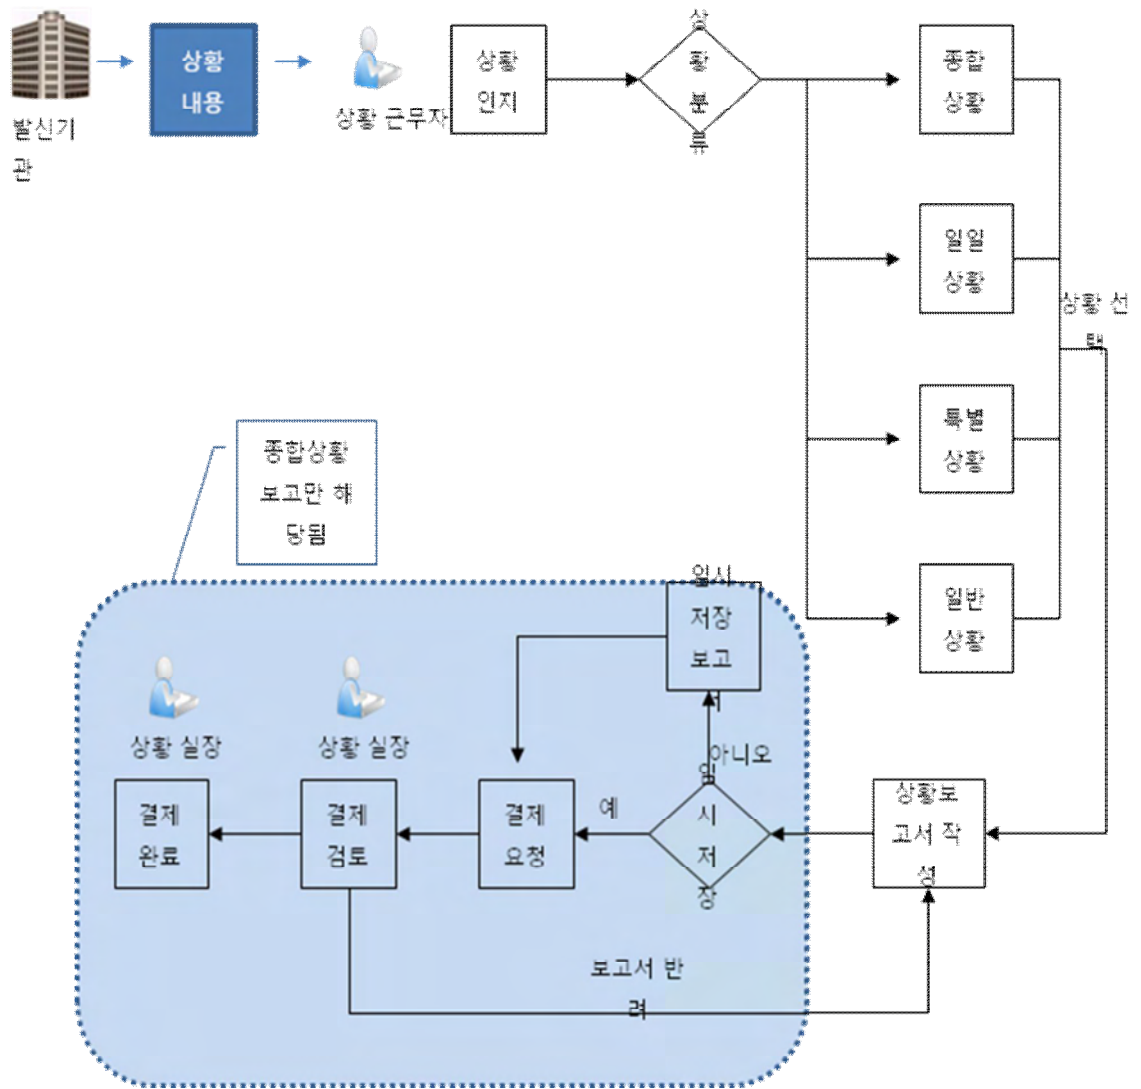 발신기
관
상황
내용
상황 근무자
상황
인지
상
황
분
류
종합
상황
일일
상황
상황 선
택
특별
상황
일반
상황
종합상황
보고만 해
당됨
일시
저장
보고
서
아니오
상황 실장
상황 실장
결제
완료
결제
검토
결제
요청
예
일
시
저
장
상황보
고서 작
성
보고서 반
려